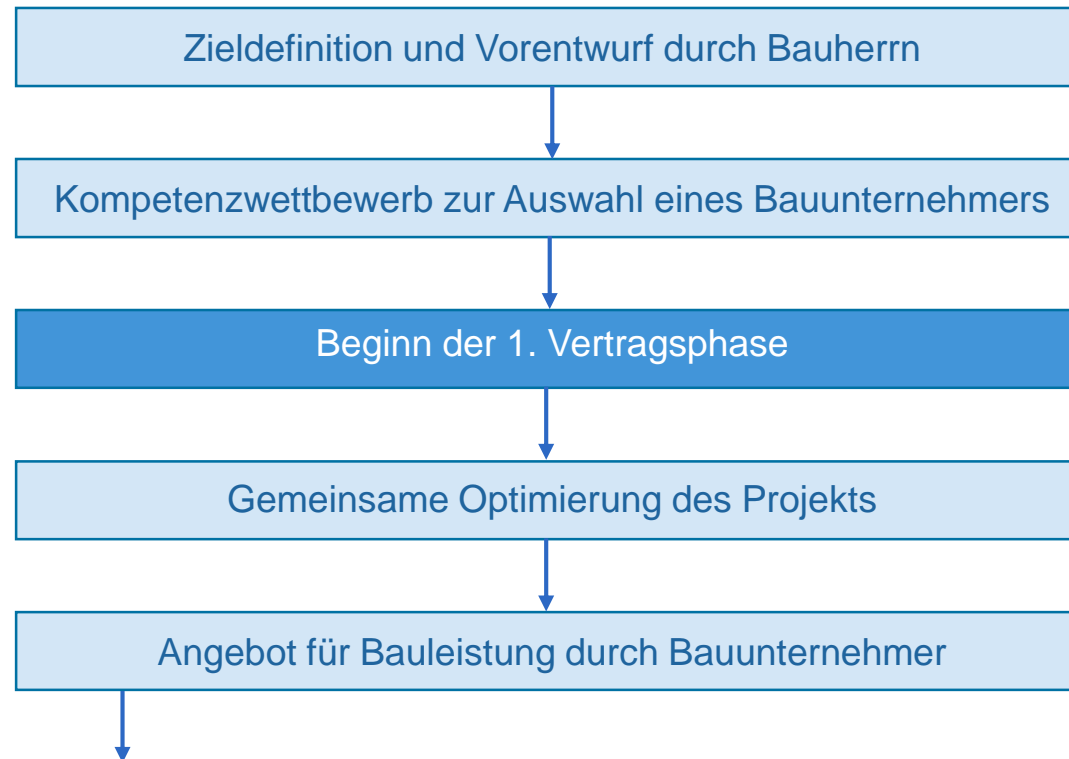 Zieldefinition und Vorentwurf durch Bauherrn
Kompetenzwettbewerb zur Auswahl eines Bauunternehmers
Beginn der 1. Vertragsphase
Gemeinsame Optimierung des Projekts
Angebot für Bauleistung durch Bauunternehmer